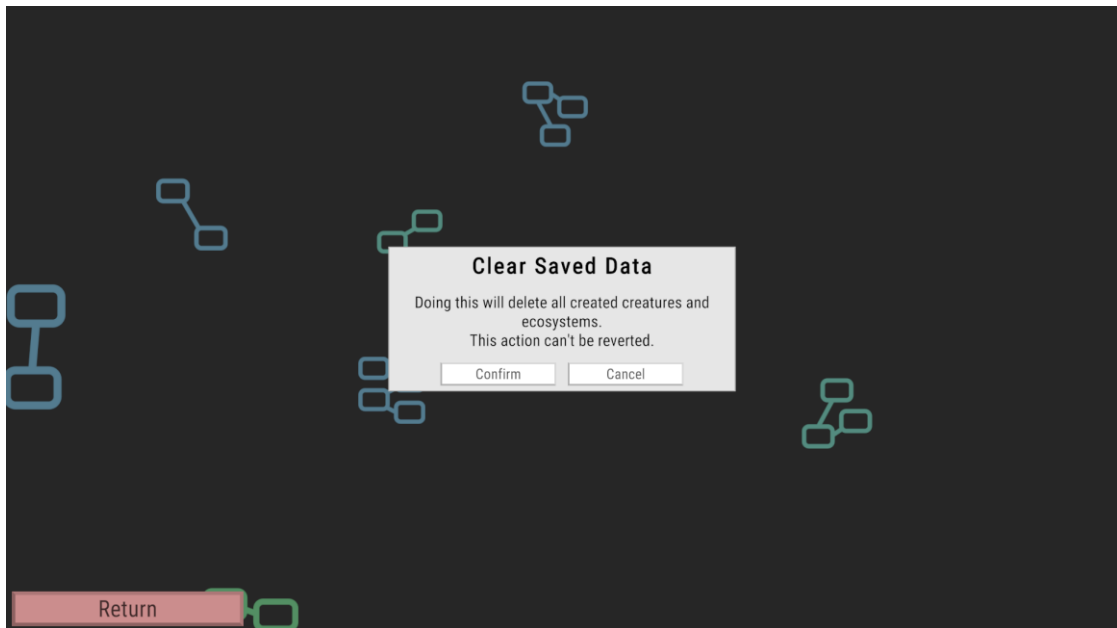 Clear Saved Data
Doing this will delete all created creatures and
ecosystems.
This action can't be reverted.
Confirm
Cancel
Return